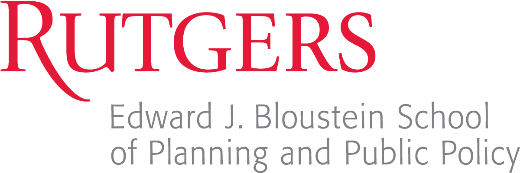 RUTGERS
Edward J. Bloustein School
of Planning and Public Policy